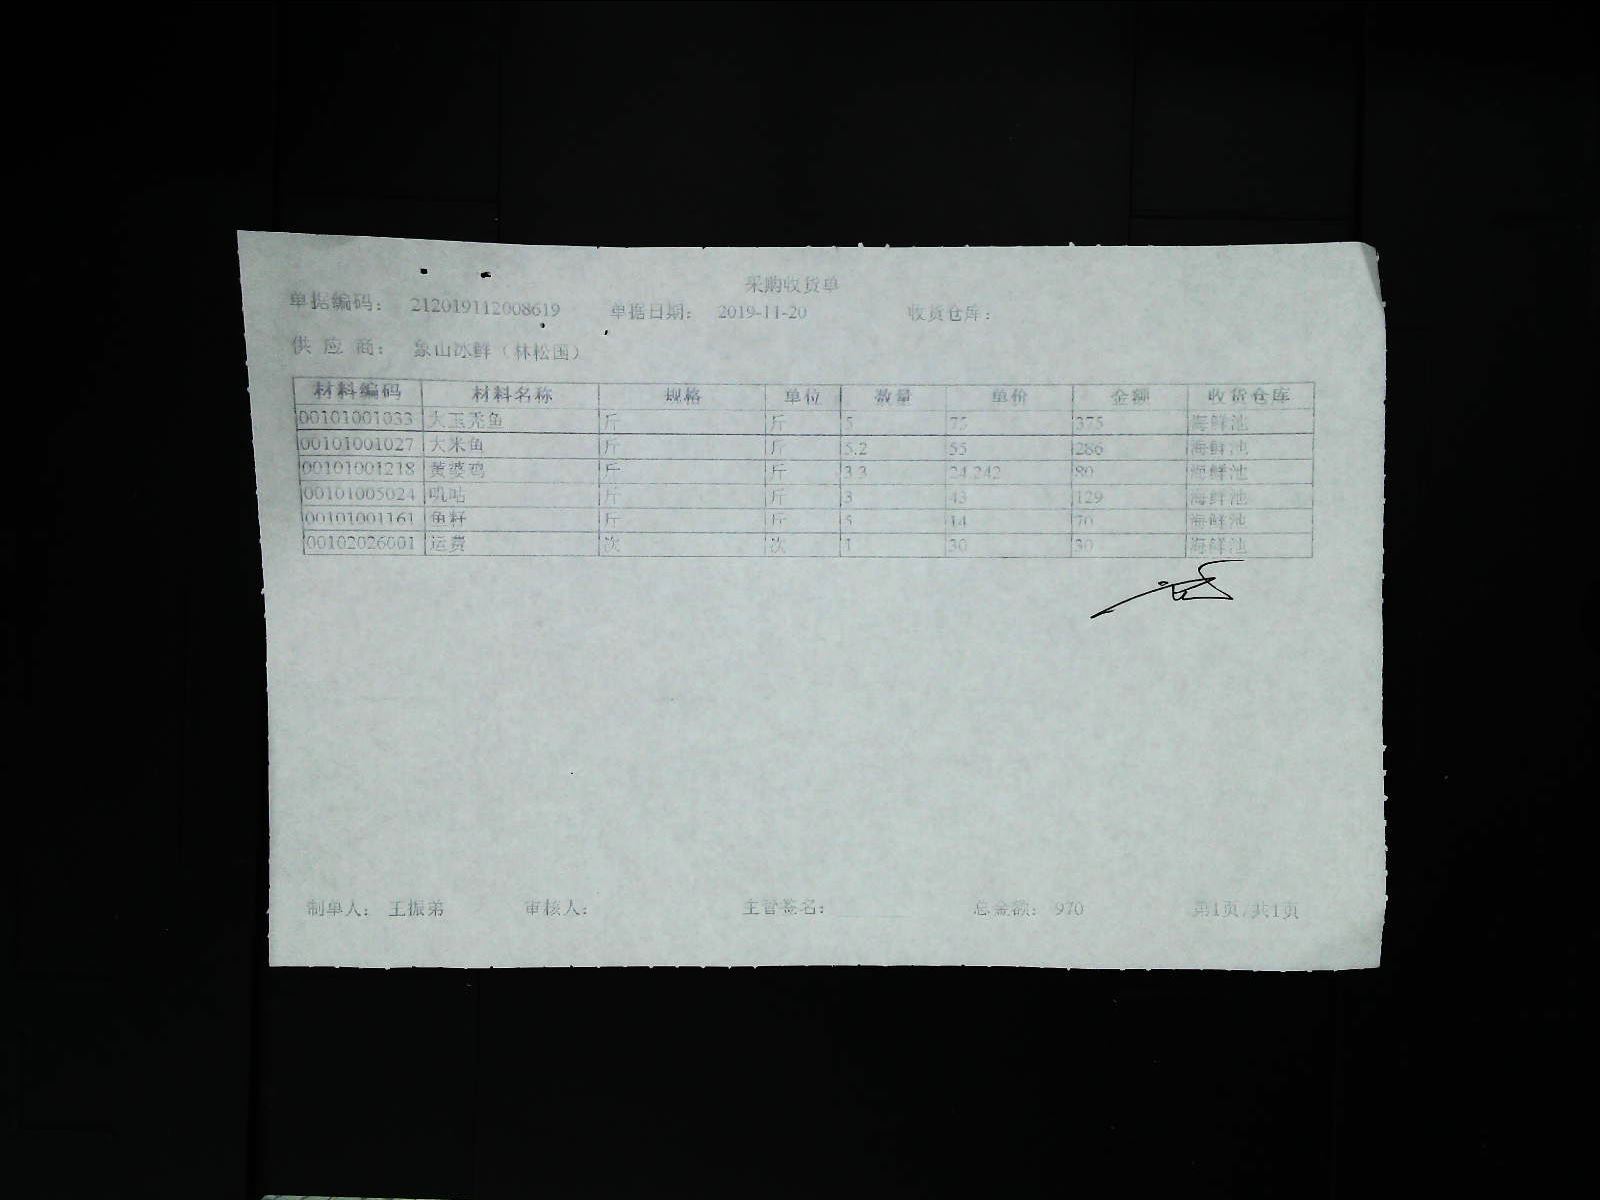 采购收货单
单据编码： 212019112008619 单据日期： 2019-11-20 收货仓库：
供 应 商： 象山冰鲜（林松国）
材料编码 材料名称 规格 单位 数量 单价 金额 收货仓库
00101001033 大玉秃鱼 斤 斤 5 75 375 海鲜池
00101001027 大米鱼 斤 斤 5.2 55 286 海鲜池
00101001218 黄婆鸡 斤 斤 3.3 24.242 80 海鲜池
00101005024 叽咕 斤 斤 3 43 129 海鲜池
00101001161 鱼籽 斤 斤 5 14 70 海鲜池
00102026001 运费 次 次 1 30 30 海鲜池
制单人： 王振弟 审核人： 主管签名： 总金额： 970 第1页/共1页